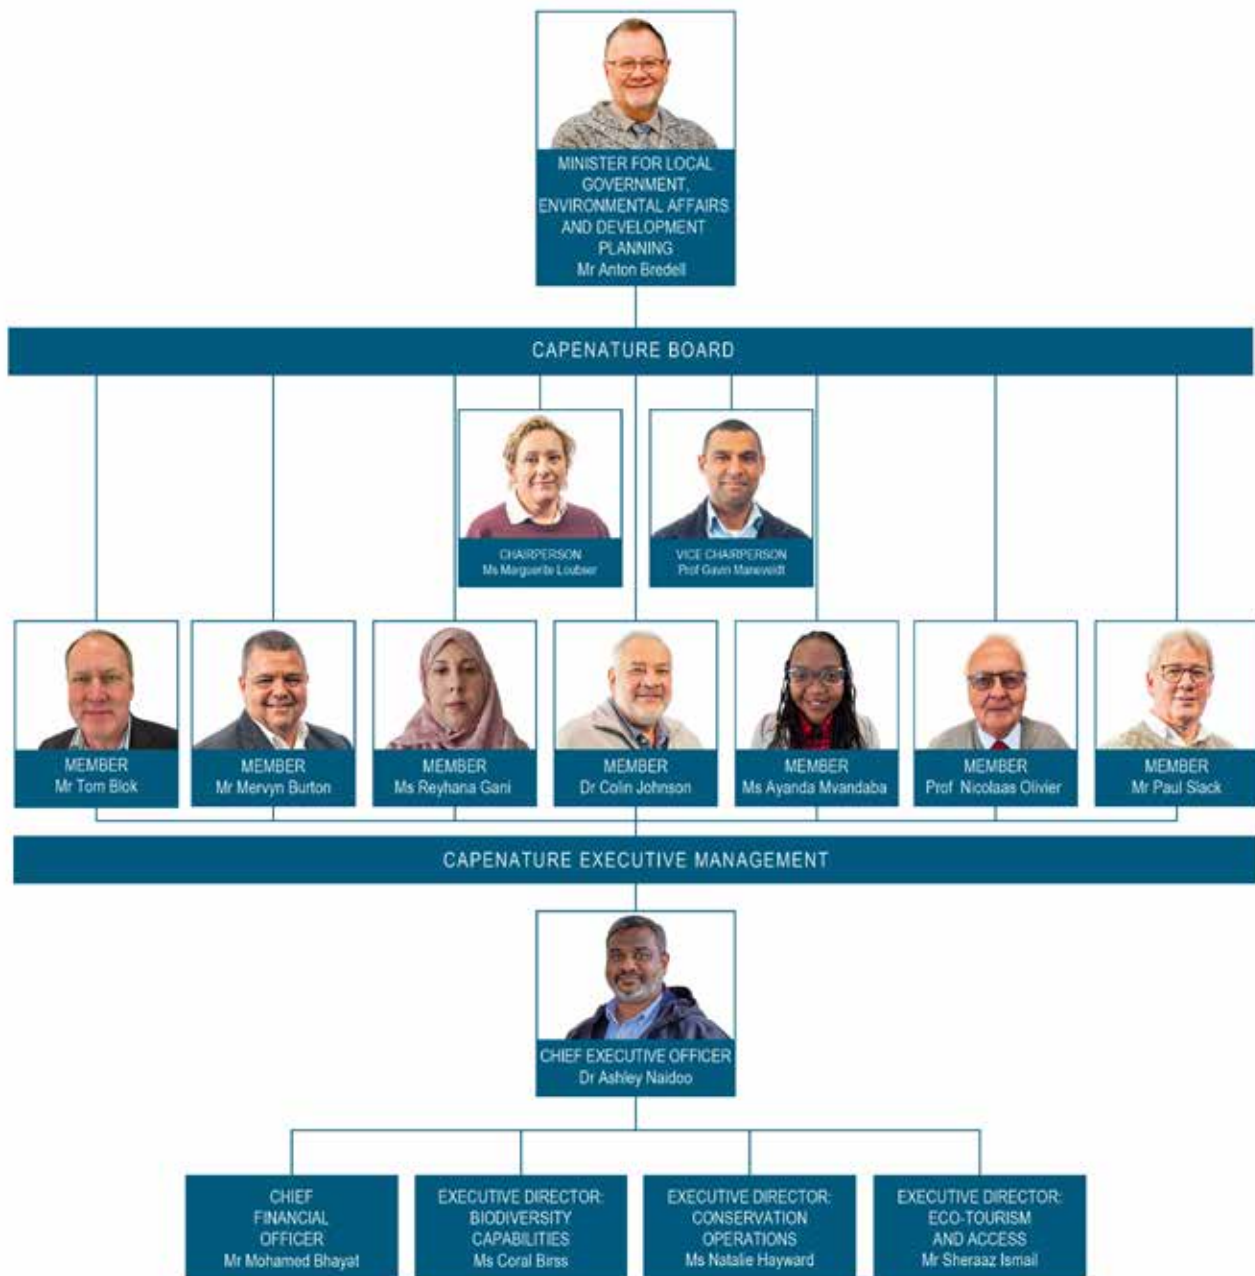 MINISTER FOR LOCAL
GOVERNMENT,
ENVIRONMENTAL AFFAIRS
AND DEVELOPMENT
PLANNING
Mr Anton Bredell
CAPENATURE BOARD
CHAIRPERSON
Ms Marguerite Loubser
VICE CHAIRPERSON
Prof Gavin Maneveldt
MEMBER
Mr Tom Blok
MEMBER
Mr Mervyn Burton
MEMBER
Ms Reyhana Gani
MEMBER
Dr Colin Johnson
MEMBER
Ms Ayanda Mvandaba
MEMBER
Prof Nicolaas Olivier
MEMBER
Mr Paul Slack
CAPENATURE EXECUTIVE MANAGEMENT
CHIEF EXECUTIVE OFFICER
Dr Ashley Naidoo
CHIEF
FINANCIAL
OFFICER
Mr Mohamed Bhayat
EXECUTIVE DIRECTOR:
BIODIVERSITY
CAPABILITIES
Ms Coral Birss
EXECUTIVE DIRECTOR:
CONSERVATION
OPERATIONS
Ms Natalie Hayward
EXECUTIVE DIRECTOR:
ECO-TOURISM
AND ACCESS
Mr Sheraaz Ismail